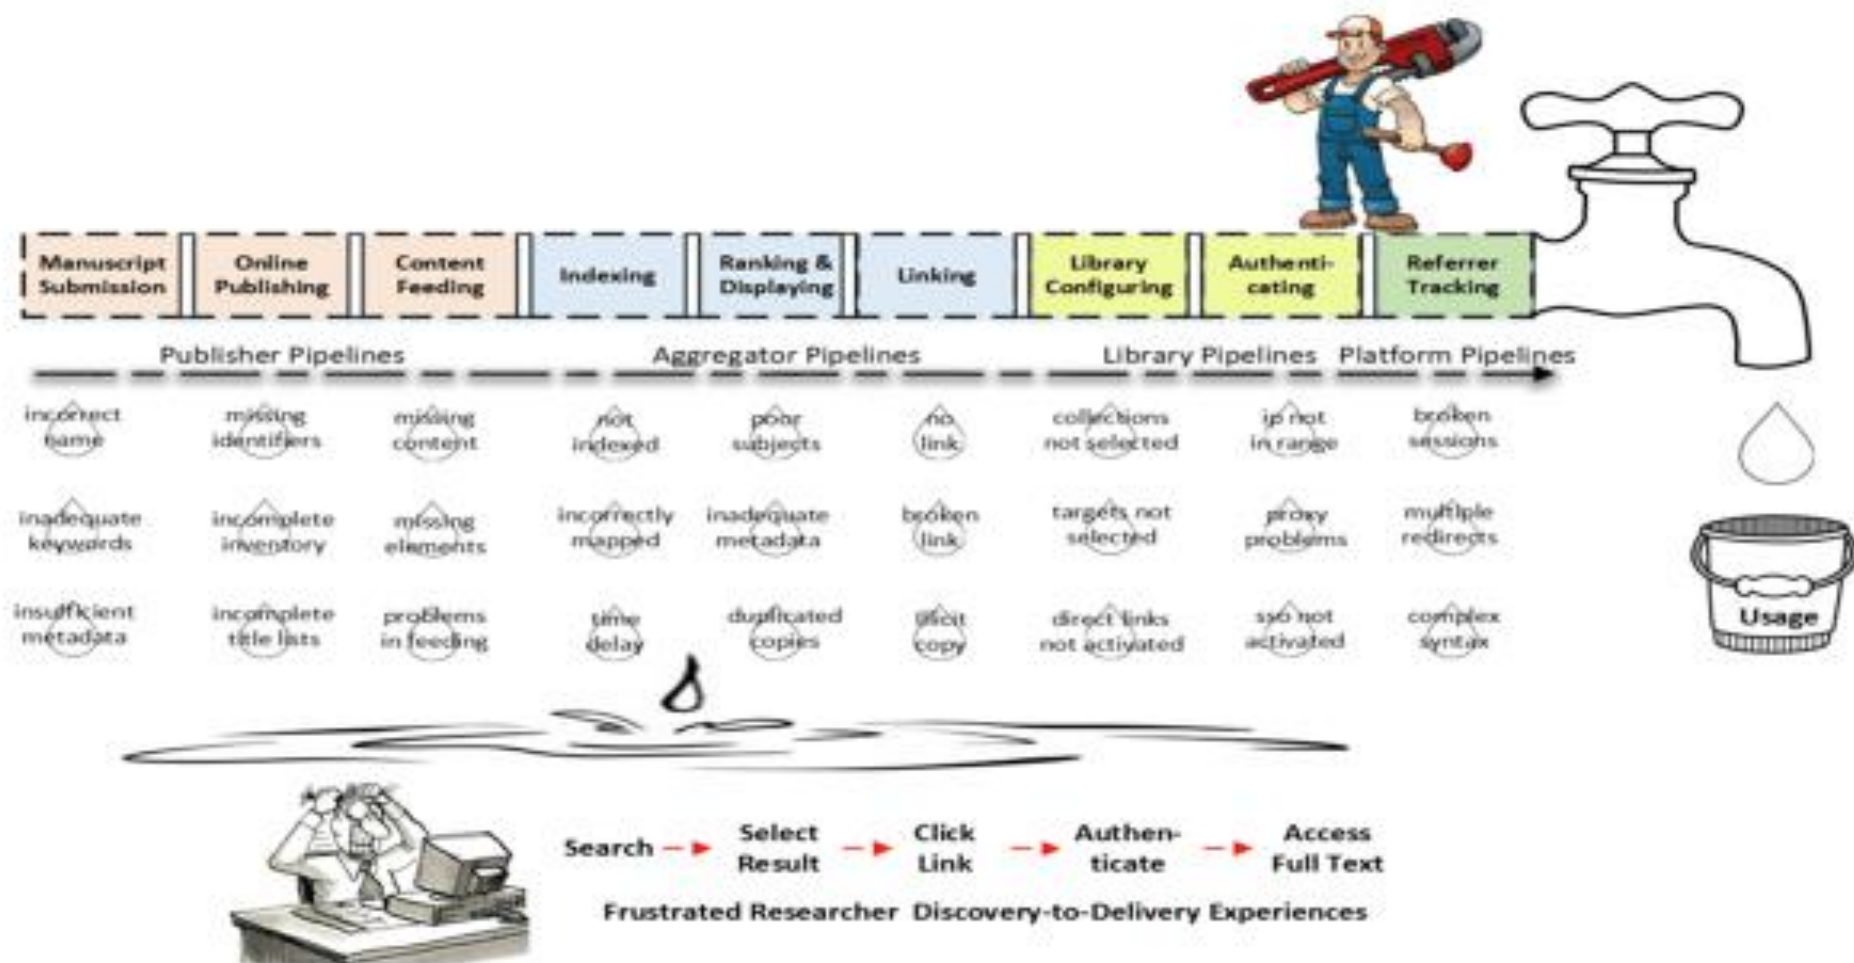 Manuscript
Submission
Online
Publishing
Content
Feeding
Indexing
Ranking &
Displaying
Linking
Library
Configuring
Authenti-
cating
Referrer
Tracking
Publisher Pipelines
Aggregator Pipelines
Library Pipelines
Platform Pipelines
incorrect
name
missing
identifiers
missing
content
not
indexed
poor
subjects
no
link
collections
not selected
ip not
in range
broken
sessions
inadequate
keywords
incomplete
inventory
missing
elements
incorrectly
mapped
inadequate
metadata
broken
link
targets not
selected
proxy
problems
multiple
redirects
insufficient
metadata
incomplete
title lists
problems
in feeding
time
delay
duplicated
copies
illicit
copy
direct links
not activated
sso not
activated
complex
syntax
Usage
Search
Select
Result
Click
Link
Authen-
ticate
Access
Full Text
Frustrated Researcher Discovery-to-Delivery Experiences